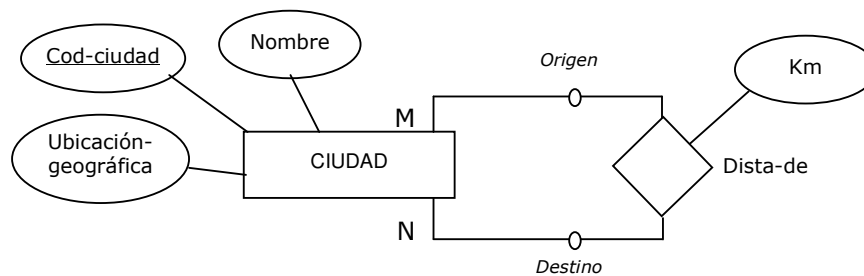 Cod-ciudad
Nombre
Origen
Km
Ubicación-
geográfica
M
CIUDAD
Dista-de
N
Destino